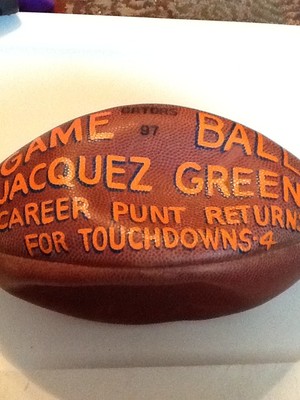 GATORS
97
GAME BALL
JACQUEZ GREEN
CAREER PUNT RETURNS
FOR TOUCHDOWNS-4